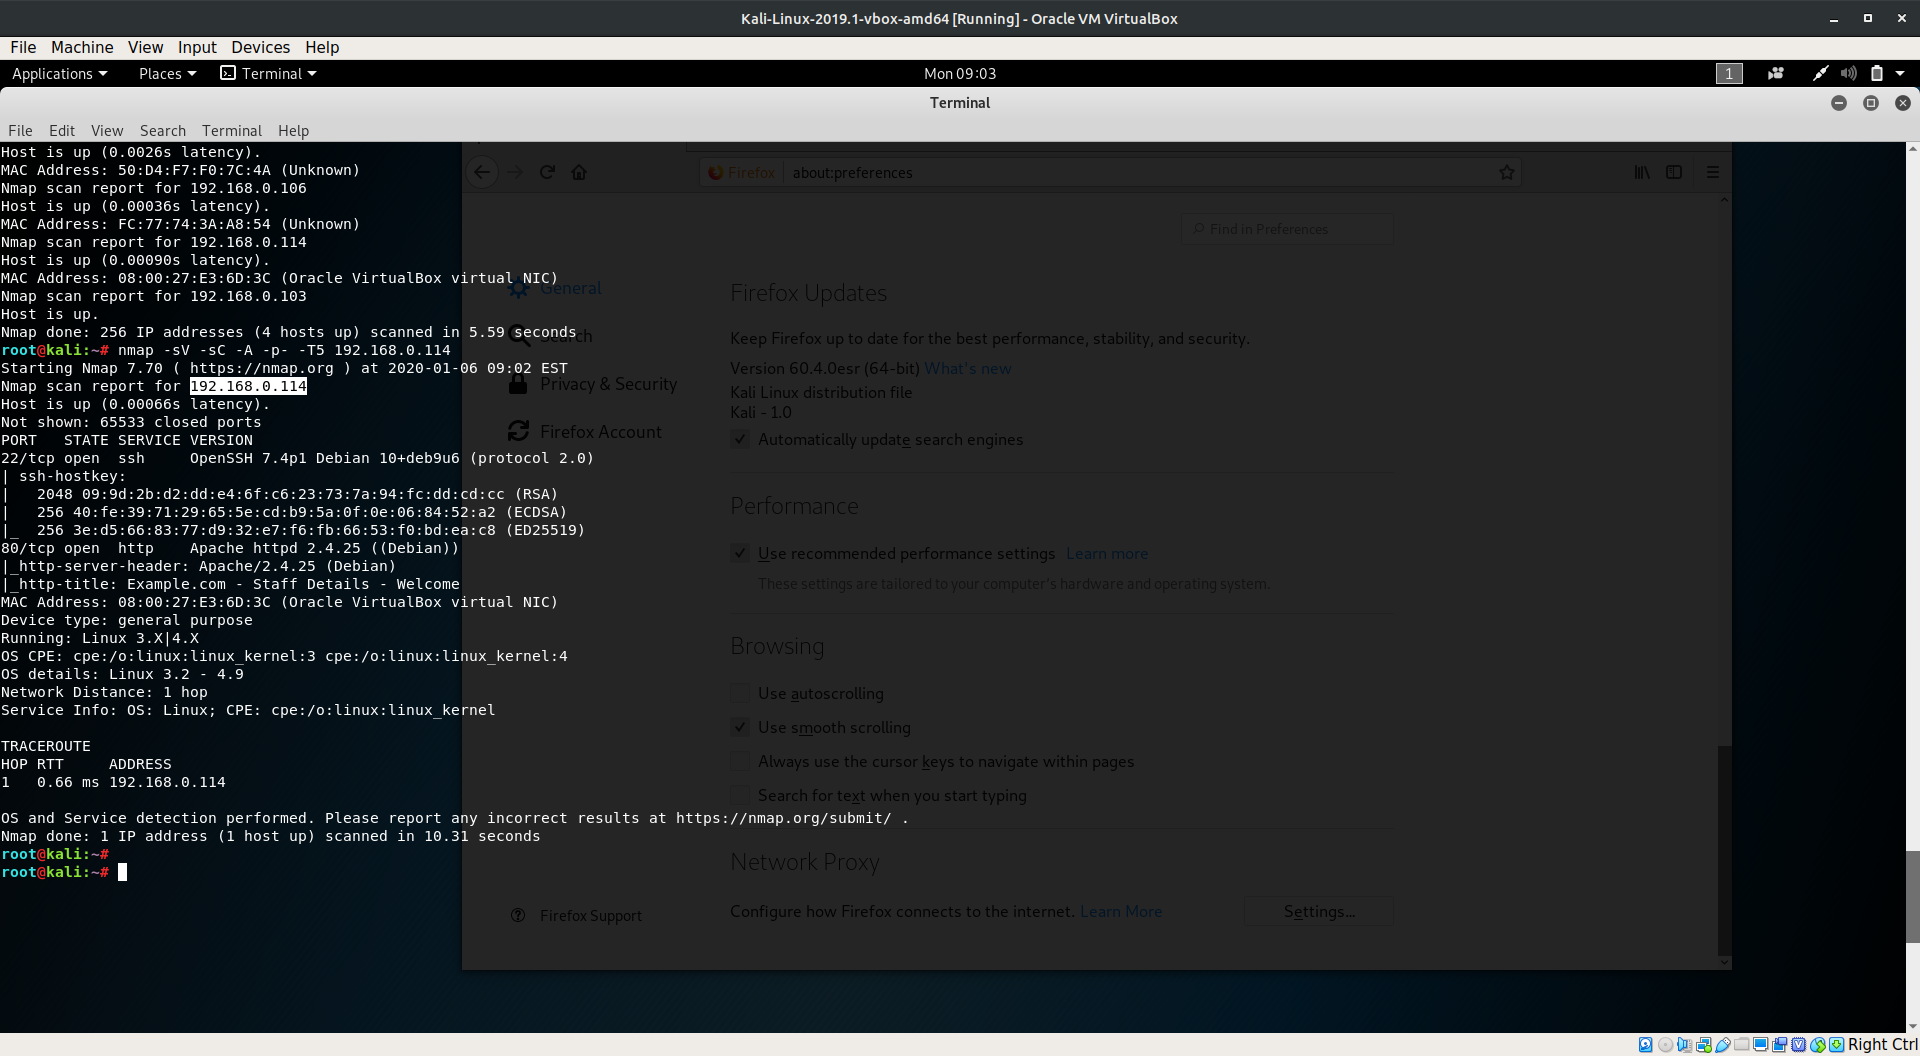 Kali-Linux-2019.1-vbox-amd64 [Running] - Oracle VM VirtualBox
File Machine View Input Devices Help
Applications Places Terminal Mon 09:03 1
Terminal
File Edit View Search Terminal Help
Host is up (0.0026s latency).
MAC Address: 50:D4:F7:F0:7C:4A (Unknown)
Nmap scan report for 192.168.0.106
Host is up (0.00036s latency).
MAC Address: FC:77:74:3A:A8:54 (Unknown)
Nmap scan report for 192.168.0.114
Host is up (0.00090s latency).
MAC Address: 08:00:27:E3:6D:3C (Oracle VirtualBox virtual NIC)
Nmap scan report for 192.168.0.103
Host is up.
Nmap done: 256 IP addresses (4 hosts up) scanned in 5.59 seconds
root@kali:~# nmap -sV -sC -A -p- -T5 192.168.0.114
Starting Nmap 7.70 ( https://nmap.org ) at 2020-01-06 09:02 EST
Nmap scan report for 192.168.0.114
Host is up (0.00066s latency).
Not shown: 65533 closed ports
PORT   STATE SERVICE VERSION
22/tcp open  ssh     OpenSSH 7.4p1 Debian 10+deb9u6 (protocol 2.0)
| ssh-hostkey:
|   2048 09:9d:2b:d2:dd:e4:6f:c6:23:73:7a:94:fc:dd:cd:cc (RSA)
|   256 40:fe:39:71:29:65:5e:cd:b9:5a:0f:0e:06:84:52:a2 (ECDSA)
|_  256 3e:d5:66:83:77:d9:32:e7:f6:fb:66:53:f0:bd:ea:c8 (ED25519)
80/tcp open  http    Apache httpd 2.4.25 ((Debian))
|_http-server-header: Apache/2.4.25 (Debian)
|_http-title: Example.com - Staff Details - Welcome
MAC Address: 08:00:27:E3:6D:3C (Oracle VirtualBox virtual NIC)
Device type: general purpose
Running: Linux 3.X|4.X
OS CPE: cpe:/o:linux:linux_kernel:3 cpe:/o:linux:linux_kernel:4
OS details: Linux 3.2 - 4.9
Network Distance: 1 hop
Service Info: OS: Linux; CPE: cpe:/o:linux:linux_kernel
TRACEROUTE
HOP RTT     ADDRESS
1   0.66 ms 192.168.0.114
OS and Service detection performed. Please report any incorrect results at https://nmap.org/submit/ .
Nmap done: 1 IP address (1 host up) scanned in 10.31 seconds
root@kali:~#
root@kali:~#
Firefox about:preferences
Find in Preferences
General
Search
Privacy & Security
Firefox Account
Firefox Support
Firefox Updates
Keep Firefox up to date for the best performance, stability, and security.
Version 60.4.0esr (64-bit) What's new
Kali Linux distribution file
Kali - 1.0
Automatically update search engines
Performance
Use recommended performance settings Learn more
These settings are tailored to your computer's hardware and operating system.
Browsing
Use autoscrolling
Use smooth scrolling
Always use the cursor keys to navigate within pages
Search for text when you start typing
Network Proxy
Configure how Firefox connects to the internet. Learn More
Settings...
Right Ctrl